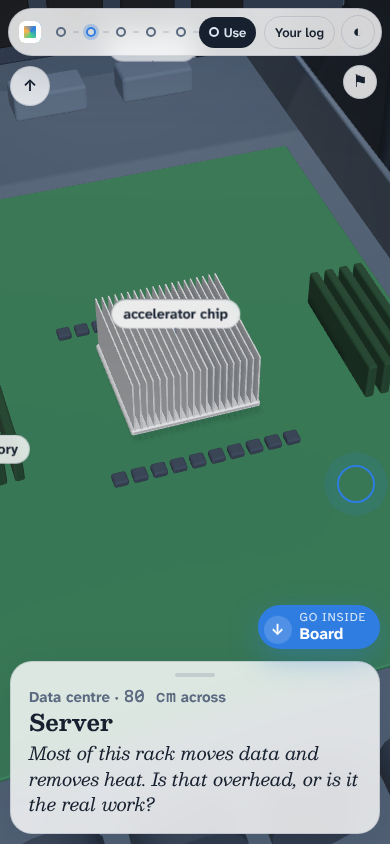 Use
Your log
accelerator chip
ory
GO INSIDE
Board
Data centre · 80 cm across
Server
Most of this rack moves data and
removes heat. Is that overhead, or is it
the real work?